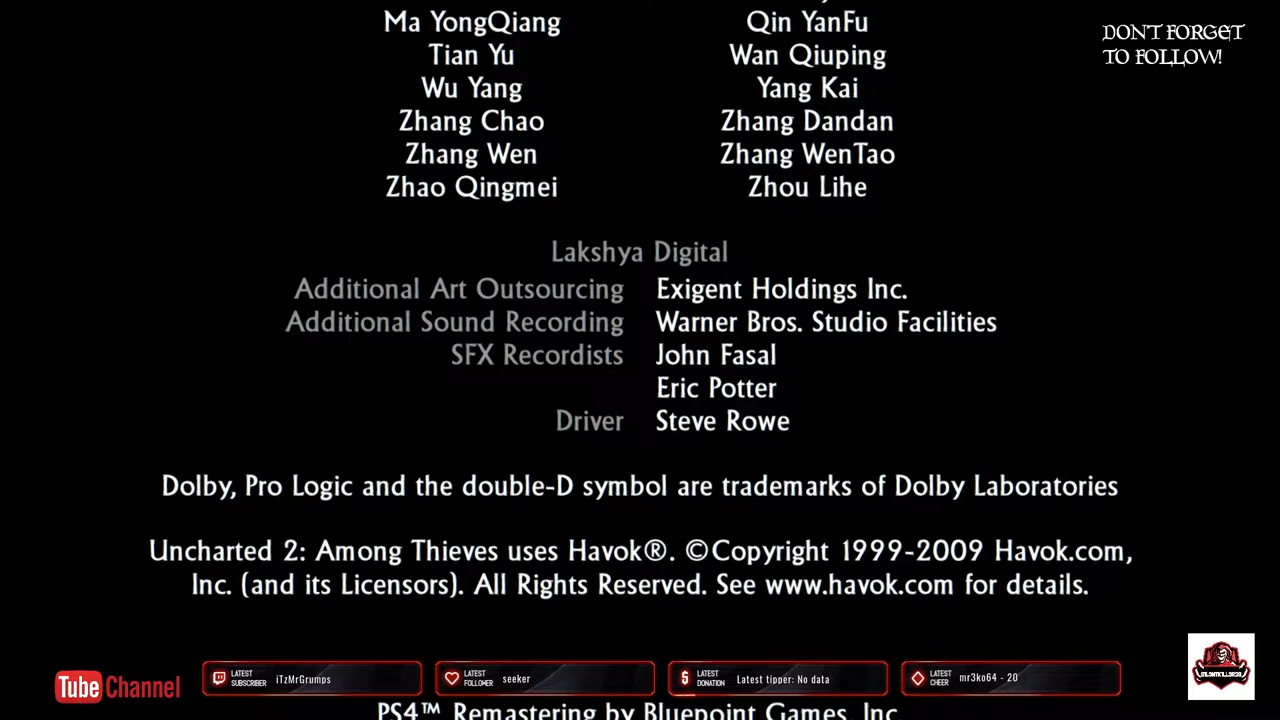 Ma YongQiang Qin YanFu
Tian Yu Wan Qiuping
Wu Yang Yang Kai
Zhang Chao Zhang Dandan
Zhang Wen Zhang WenTao
Zhao Qingmei Zhou Lihe
DON'T FORGET
TO FOLLOW!
Lakshya Digital
Additional Art Outsourcing Exigent Holdings Inc.
Additional Sound Recording Warner Bros. Studio Facilities
SFX Recordists John Fasal
Eric Potter
Driver Steve Rowe
Dolby, Pro Logic and the double-D symbol are trademarks of Dolby Laboratories
Uncharted 2: Among Thieves uses Havok®. ©Copyright 1999-2009 Havok.com,
Inc. (and its Licensors). All Rights Reserved. See www.havok.com for details.
YouTube Channel
LATEST
SUBSCRIBER iTzMrGrumps
LATEST
FOLLOWER seeker
LATEST
DONATION Latest tipper: No data
LATEST
CHEER mr3ko64 - 20
PS4™ Remastering by Bluepoint Games, Inc.